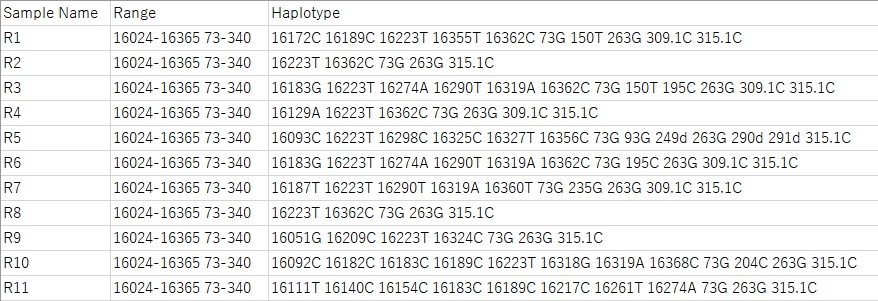 Sample Name Range Haplotype
R1 16024-16365 73-340 16172C 16189C 16223T 16355T 16362C 73G 150T 263G 309.1C 315.1C
R2 16024-16365 73-340 16223T 16362C 73G 263G 315.1C
R3 16024-16365 73-340 16183G 16223T 16274A 16290T 16319A 16362C 73G 150T 195C 263G 309.1C 315.1C
R4 16024-16365 73-340 16129A 16223T 16362C 73G 263G 309.1C 315.1C
R5 16024-16365 73-340 16093C 16223T 16298C 16325C 16327T 16356C 73G 93G 249d 263G 290d 291d 315.1C
R6 16024-16365 73-340 16183G 16223T 16274A 16290T 16319A 16362C 73G 195C 263G 309.1C 315.1C
R7 16024-16365 73-340 16187T 16223T 16290T 16319A 16360T 73G 235G 263G 309.1C 315.1C
R8 16024-16365 73-340 16223T 16362C 73G 263G 315.1C
R9 16024-16365 73-340 16051G 16209C 16223T 16324C 73G 263G 315.1C
R10 16024-16365 73-340 16092C 16182C 16183C 16189C 16223T 16318G 16319A 16368C 73G 204C 263G 315.1C
R11 16024-16365 73-340 16111T 16140C 16154C 16183C 16189C 16217C 16261T 16274A 73G 263G 315.1C